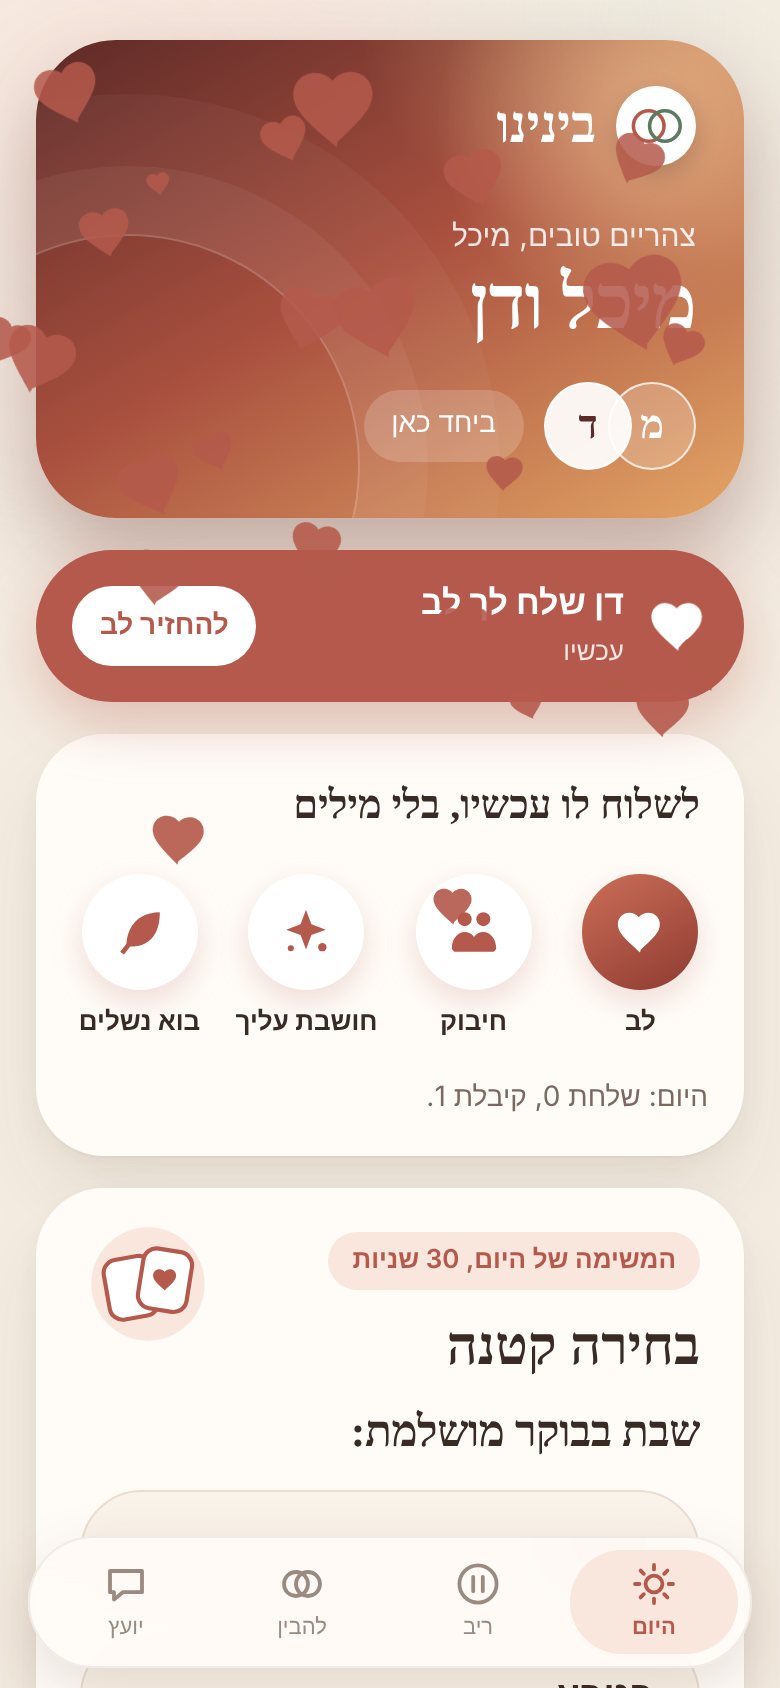 בינינו
צהריים טובים, מיכל
מיכל ודן
מ
ד
ביחד כאן
דן שלח לך לב
עכשיו
להחזיר לב
לשלוח לו עכשיו, בלי מילים
לב
חיבוק
חושבת עליך
בוא נשלים
היום: שלחת 0, קיבלת 1.
המשימה של היום, 30 שניות
בחירה קטנה
שבת בבוקר מושלמת:
היום
ריב
להבין
יועץ